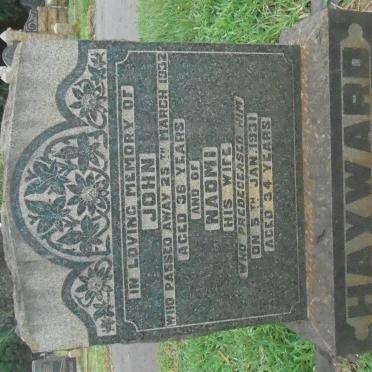 IN LOVING MEMORY OF
JOHN
WHO PASSED AWAY 25TH MARCH 1932
AGED 36 YEARS
AND OF
NAOMI
HIS WIFE
WHO PREDECEASED HIM
ON 5TH JAN. 1931
AGED 34 YEARS
HAYWARD